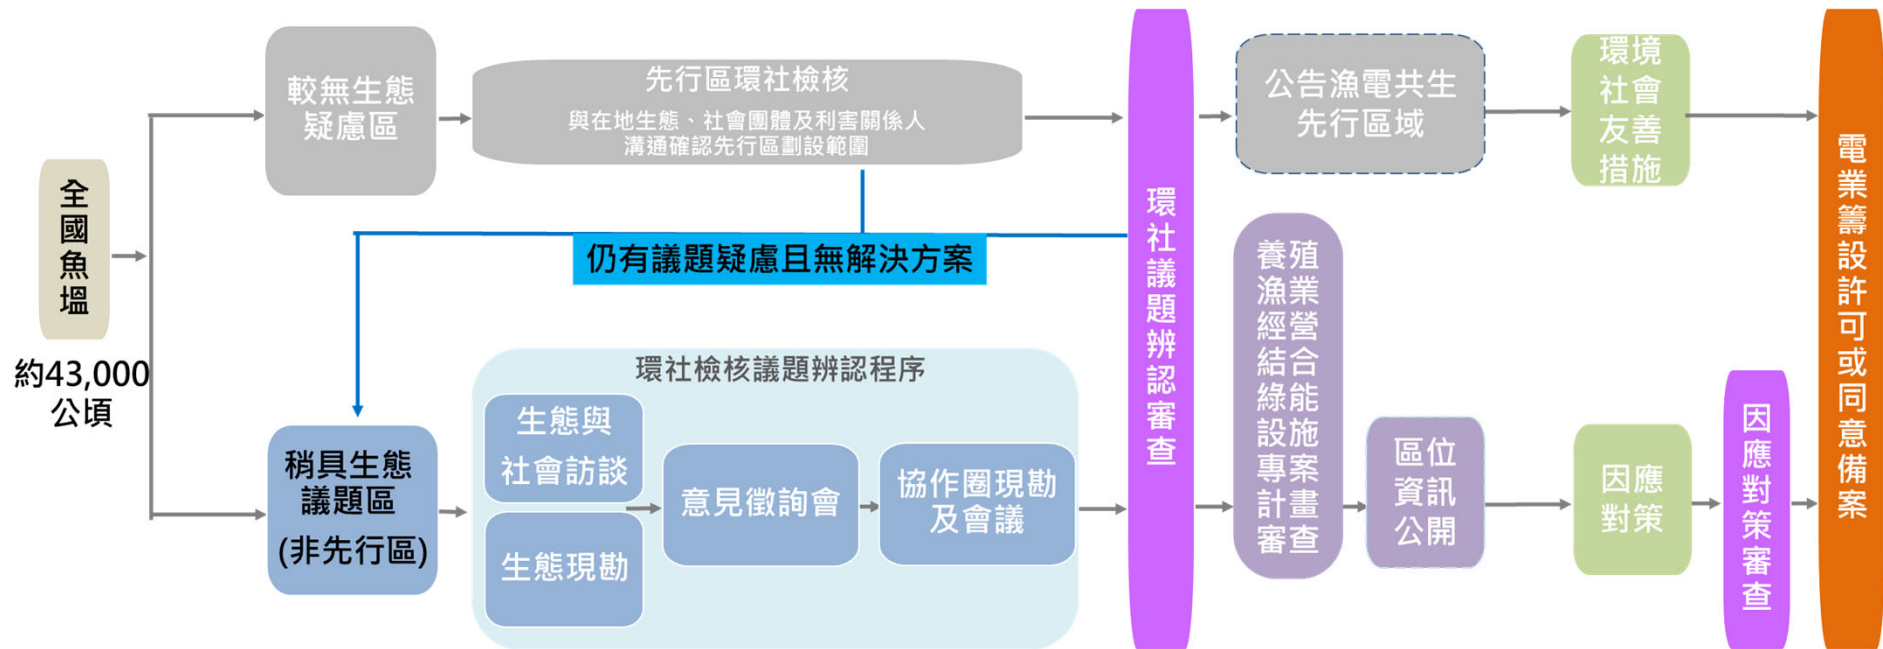 全國魚塭
約43,000
公頃
較無生態
疑慮區
先行區環社檢核
與在地生態、社會團體及利害關係人
溝通確認先行區劃設範圍
仍有議題疑慮且無解決方案
稍具生態
議題區
(非先行區)
環社檢核議題辨認程序
生態與
社會訪談
生態現勘
意見徵詢會
協作圈現勘
及會議
環社議題辨認審查
公告漁電共生
先行區域
環境
社會
友善
措施
養殖
漁業
經營
結合
綠能
設施
專案
計畫
審查
區位
資訊
公開
因應
對策
因應對策審查
電業籌設許可或同意備案